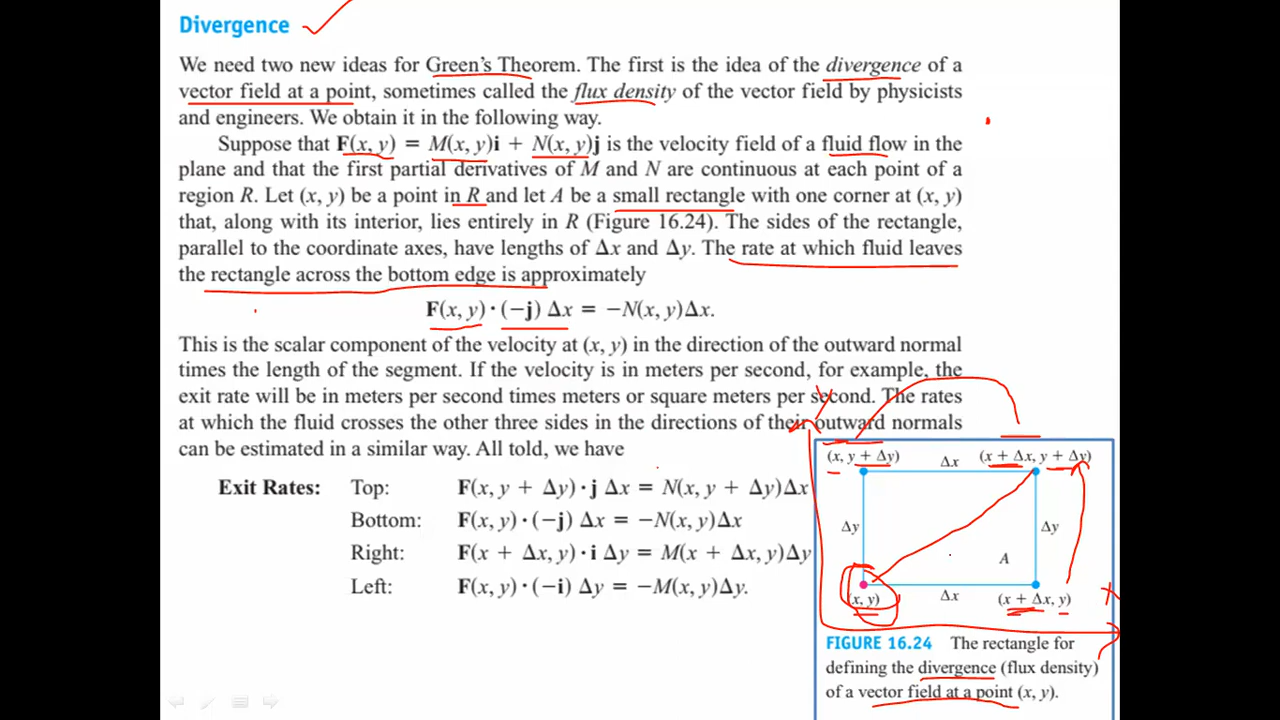 Divergence
We need two new ideas for Green's Theorem. The first is the idea of the divergence of a
vector field at a point, sometimes called the flux density of the vector field by physicists
and engineers. We obtain it in the following way.
Suppose that F(x, y) = M(x, y)i + N(x, y)j is the velocity field of a fluid flow in the
plane and that the first partial derivatives of M and N are continuous at each point of a
region R. Let (x, y) be a point in R and let A be a small rectangle with one corner at (x, y)
that, along with its interior, lies entirely in R (Figure 16.24). The sides of the rectangle,
parallel to the coordinate axes, have lengths of Δx and Δy. The rate at which fluid leaves
the rectangle across the bottom edge is approximately
F(x, y) · (−j) Δx = −N(x, y)Δx.
This is the scalar component of the velocity at (x, y) in the direction of the outward normal
times the length of the segment. If the velocity is in meters per second, for example, the
exit rate will be in meters per second times meters or square meters per second. The rates
at which the fluid crosses the other three sides in the directions of their outward normals
can be estimated in a similar way. All told, we have
Exit Rates: Top: F(x, y + Δy) · j Δx = N(x, y + Δy)Δx
Bottom: F(x, y) · (−j) Δx = −N(x, y)Δx
Right: F(x + Δx, y) · i Δy = M(x + Δx, y)Δy
Left: F(x, y) · (−i) Δy = −M(x, y)Δy.
y
(x, y + Δy) Δx (x + Δx, y + Δy)
Δy Δy
A
(x, y) Δx (x + Δx, y)
x
FIGURE 16.24 The rectangle for
defining the divergence (flux density)
of a vector field at a point (x, y).